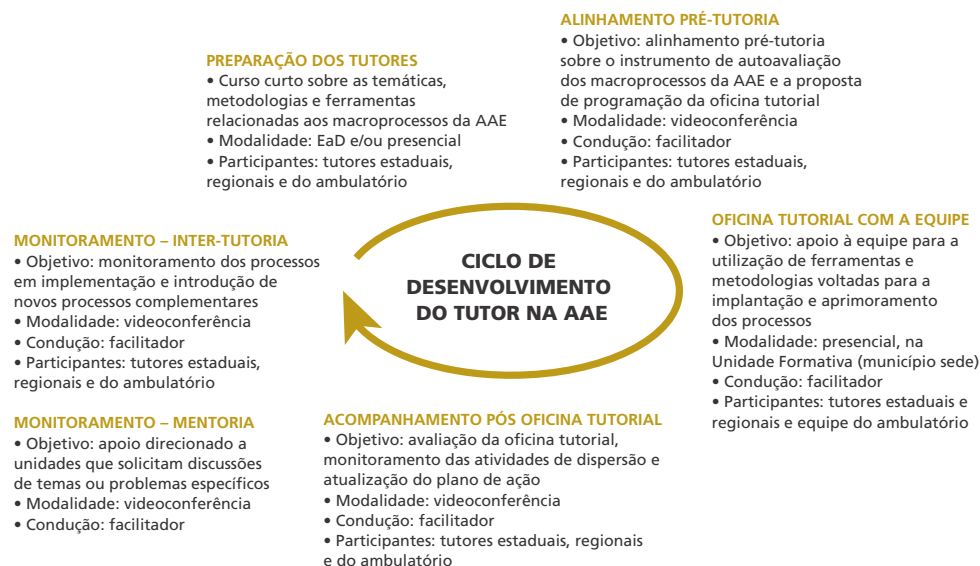 PREPARAÇÃO DOS TUTORES
• Curso curto sobre as temáticas,
metodologias e ferramentas
relacionadas aos macroprocessos da AAE
• Modalidade: EaD e/ou presencial
• Participantes: tutores estaduais,
regionais e do ambulatório
ALINHAMENTO PRÉ-TUTORIA
• Objetivo: alinhamento pré-tutoria
sobre o instrumento de autoavaliação
dos macroprocessos da AAE e a proposta
de programação da oficina tutorial
• Modalidade: videoconferência
• Condução: facilitador
• Participantes: tutores estaduais,
regionais e do ambulatório
OFICINA TUTORIAL COM A EQUIPE
• Objetivo: apoio à equipe para a
utilização de ferramentas e
metodologias voltadas para a
implantação e aprimoramento
dos processos
• Modalidade: presencial, na
Unidade Formativa (município sede)
• Condução: facilitador
• Participantes: tutores estaduais e
regionais e equipe do ambulatório
CICLO DE
DESENVOLVIMENTO
DO TUTOR NA AAE
ACOMPANHAMENTO PÓS OFICINA TUTORIAL
• Objetivo: avaliação da oficina tutorial,
monitoramento das atividades de dispersão e
atualização do plano de ação
• Modalidade: videoconferência
• Condução: facilitador
• Participantes: tutores estaduais, regionais
e do ambulatório
MONITORAMENTO – INTER-TUTORIA
• Objetivo: monitoramento dos processos
em implementação e introdução de
novos processos complementares
• Modalidade: videoconferência
• Condução: facilitador
• Participantes: tutores estaduais,
regionais e do ambulatório
MONITORAMENTO – MENTORIA
• Objetivo: apoio direcionado a
unidades que solicitam discussões
de temas ou problemas específicos
• Modalidade: videoconferência
• Condução: facilitador